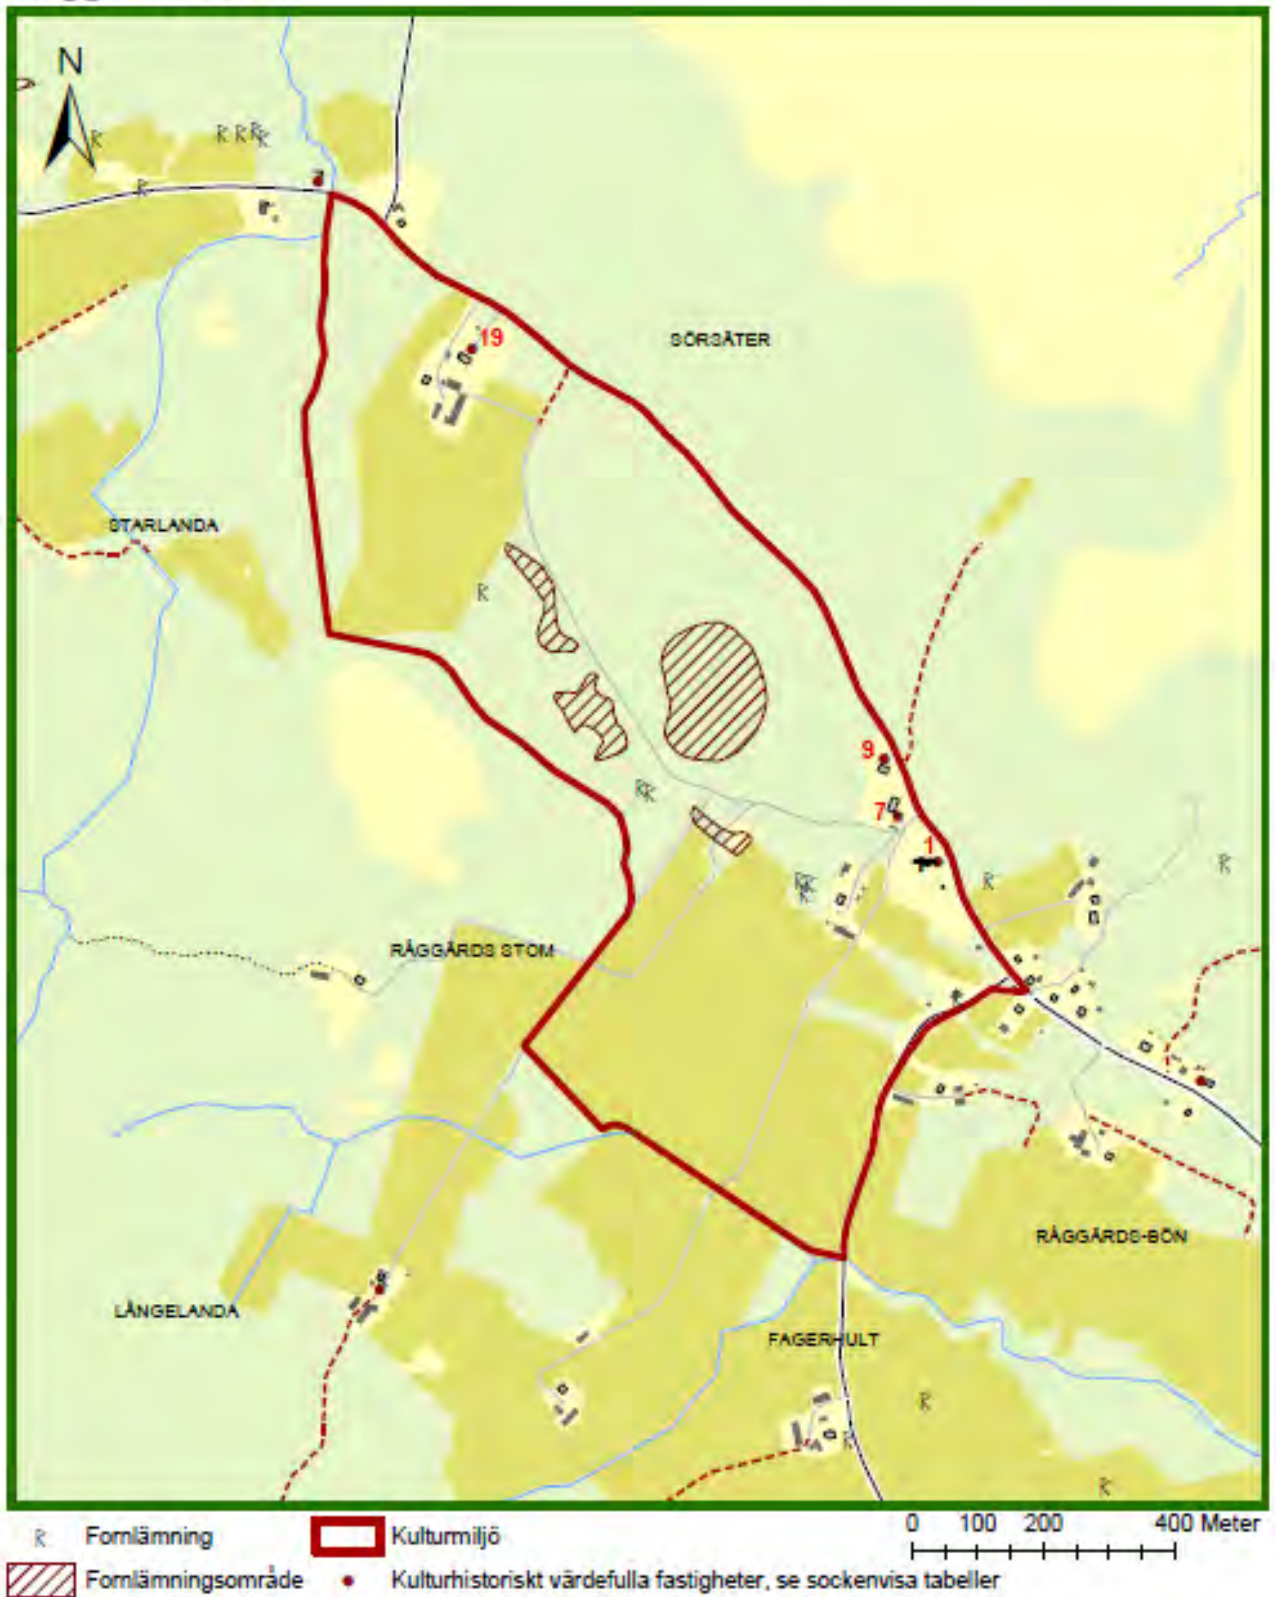 N
SÖRSÄTER
19
STARLANDA
9
7
1
RÅGGÅRDS STOM
RÅGGÅRDS-BÖN
LÅNGELANDA
FAGERHULT
0 100 200 400 Meter
R Fornlämning Kulturmiljö
Fornlämningsområde Kulturhistoriskt värdefulla fastigheter, se sockenvisa tabeller